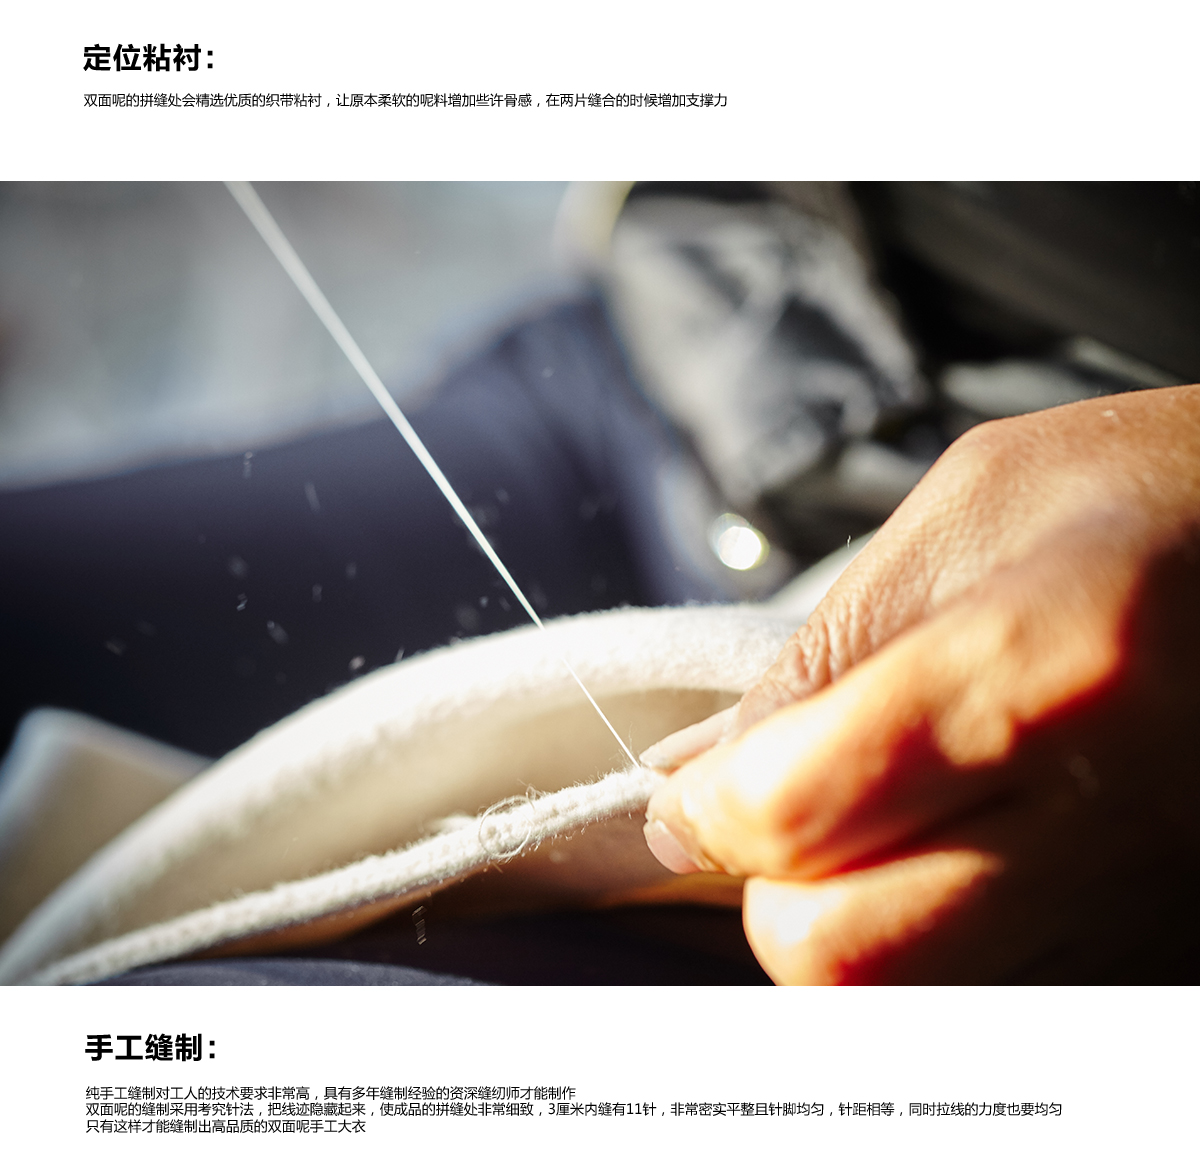 定位粘衬：
双面呢的拼缝处会精选优质的织带粘衬，让原本柔软的呢料增加些许骨感，在两片缝合的时候增加支撑力
手工缝制：
纯手工缝制对工人的技术要求非常高，具有多年缝制经验的资深缝纫师才能制作
双面呢的缝制采用考究针法，把线迹隐藏起来，使成品的拼缝处非常细致，3厘米内缝有11针，非常密实平整且针脚均匀，针距相等，同时拉线的力度也要均匀
只有这样才能缝制出高品质的双面呢手工大衣